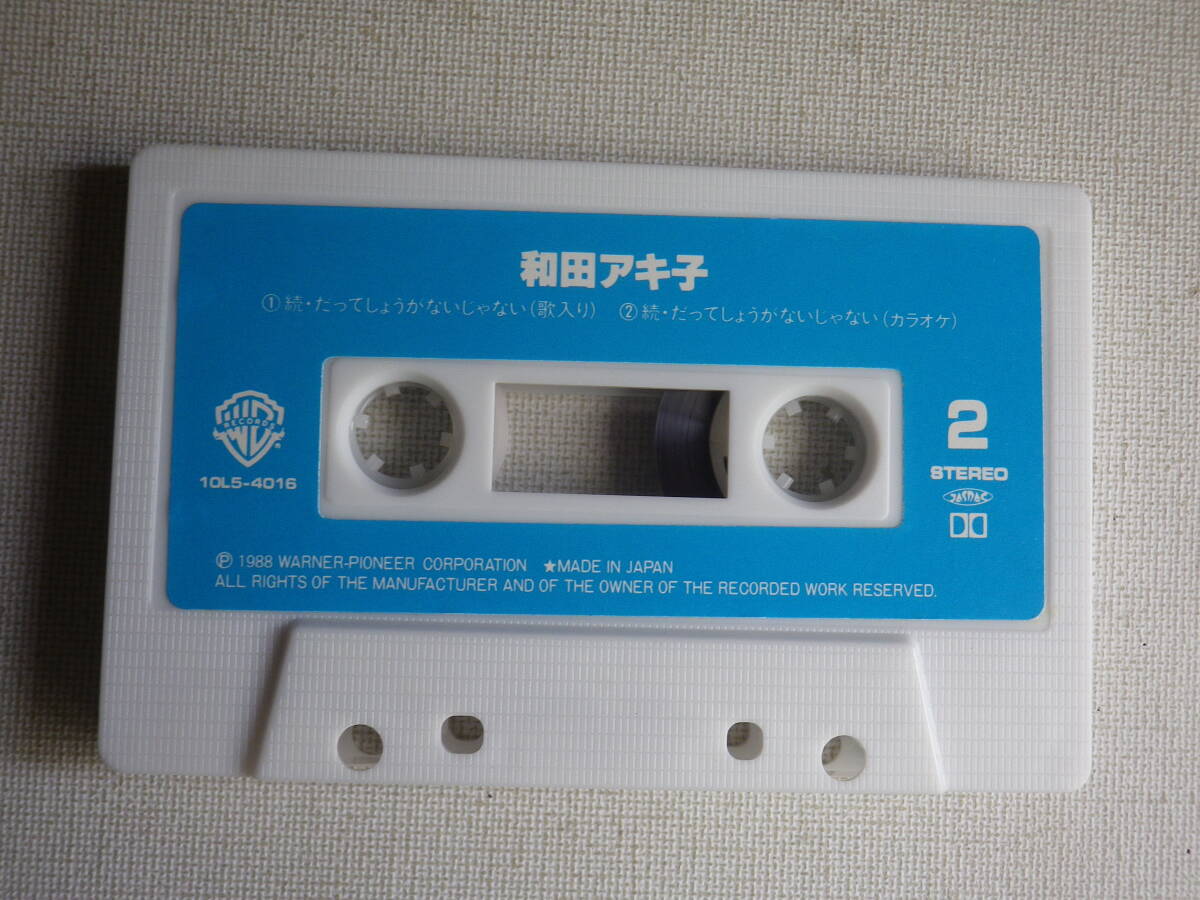 和田アキ子
①続・だってしょうがないじゃない(歌入り) ②続・だってしょうがないじゃない(カラオケ)
RECORDS
10L5-4016
2
STEREO
JASRAC
Ⓟ 1988 WARNER-PIONEER CORPORATION ★MADE IN JAPAN
ALL RIGHTS OF THE MANUFACTURER AND OF THE OWNER OF THE RECORDED WORK RESERVED.